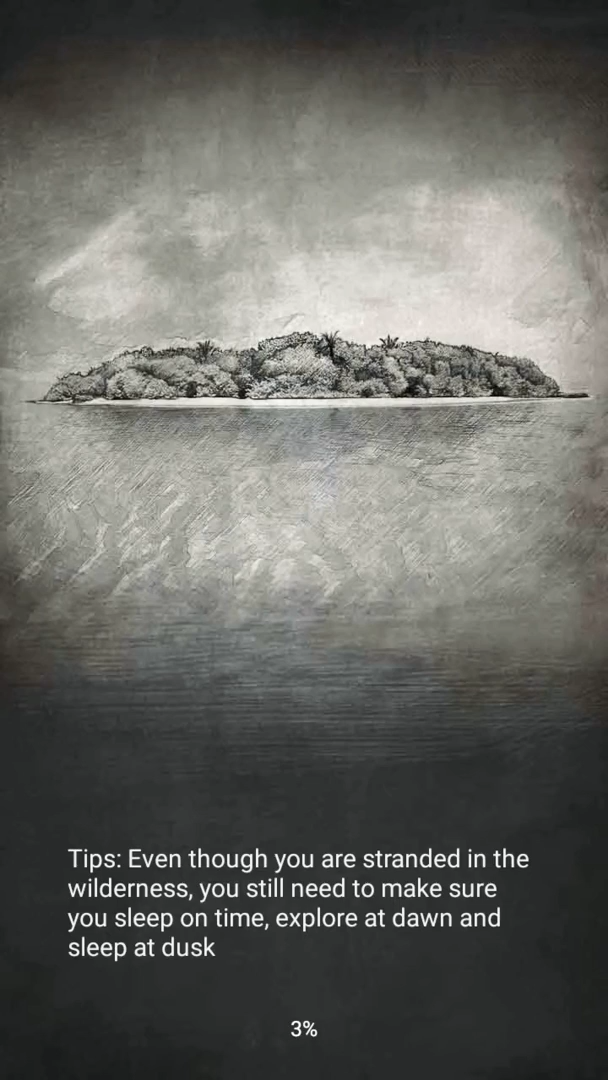 Tips: Even though you are stranded in the
wilderness, you still need to make sure
you sleep on time, explore at dawn and
sleep at dusk
3%